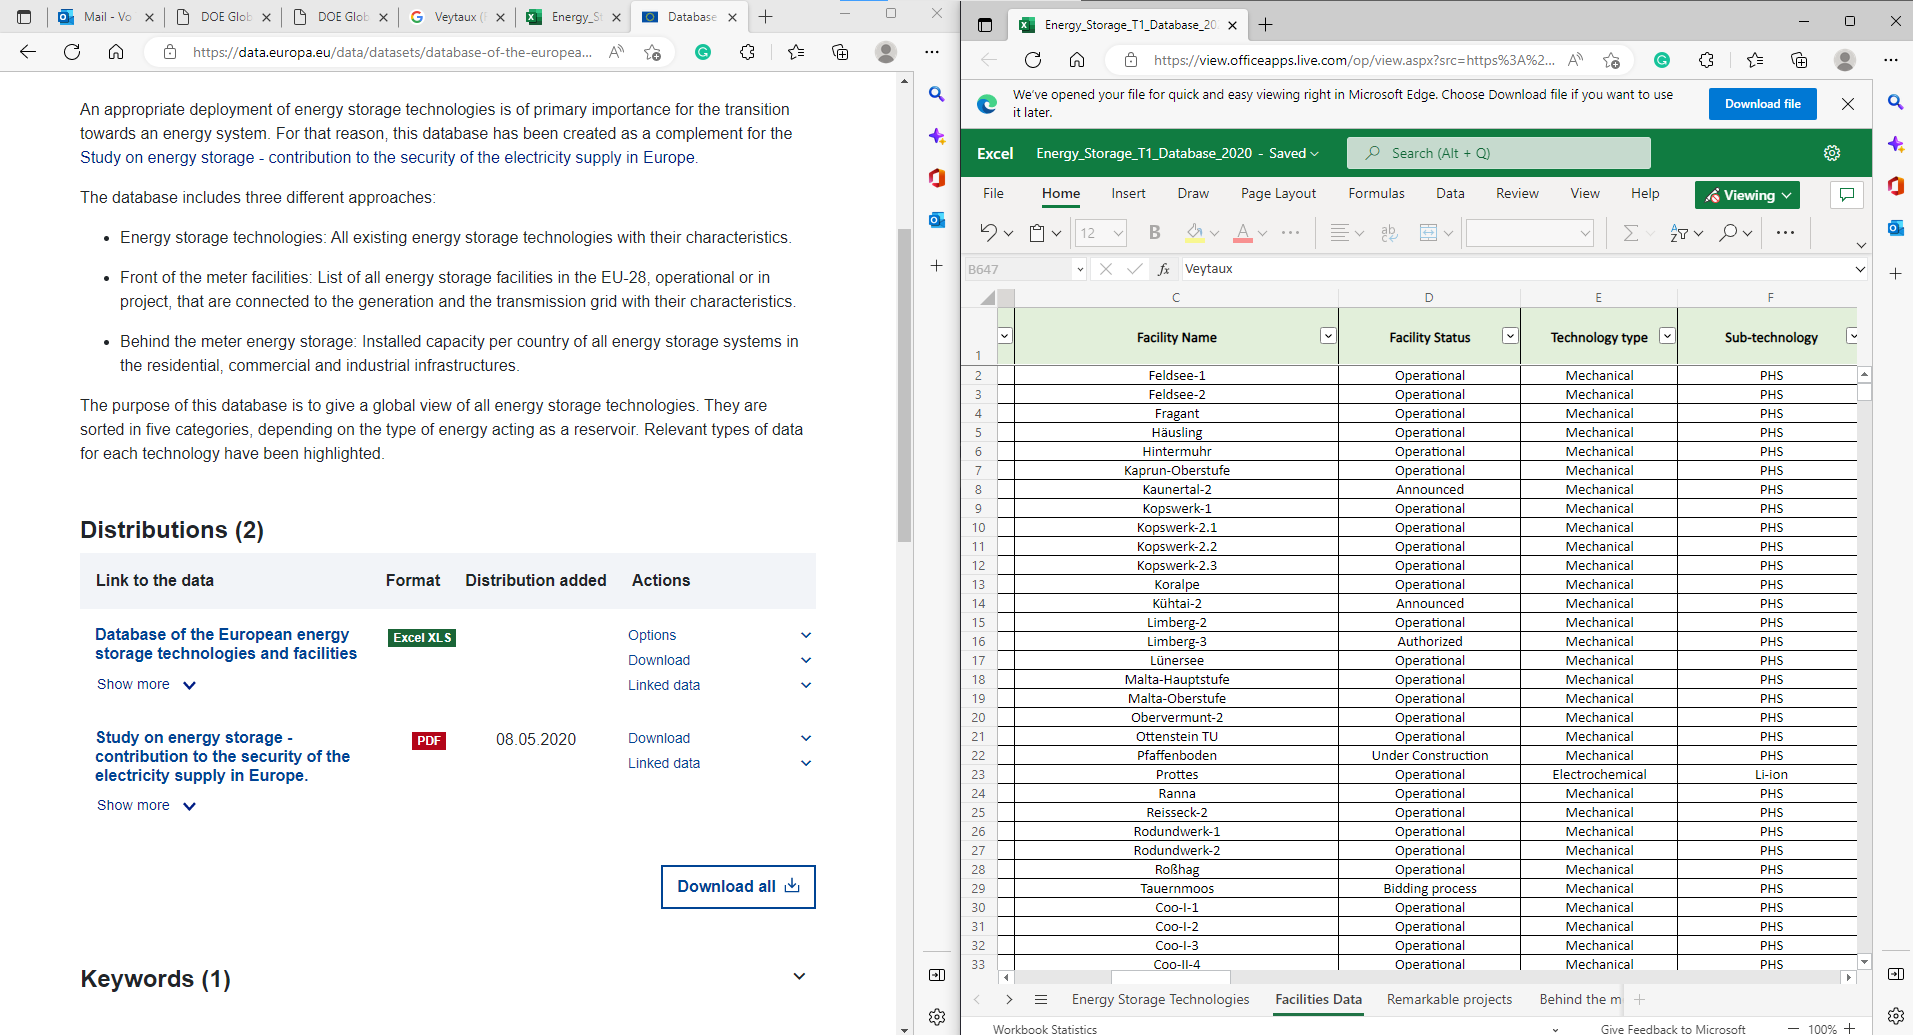 Mail - Vo
DOE Glob
DOE Glob
Veytaux (
Energy_S
Database
https://data.europa.eu/data/datasets/database-of-the-europea...
An appropriate deployment of energy storage technologies is of primary importance for the transition
towards an energy system. For that reason, this database has been created as a complement for the
Study on energy storage - contribution to the security of the electricity supply in Europe.
The database includes three different approaches:
• Energy storage technologies: All existing energy storage technologies with their characteristics.
• Front of the meter facilities: List of all energy storage facilities in the EU-28, operational or in
project, that are connected to the generation and the transmission grid with their characteristics.
• Behind the meter energy storage: Installed capacity per country of all energy storage systems in
the residential, commercial and industrial infrastructures.
The purpose of this database is to give a global view of all energy storage technologies. They are
sorted in five categories, depending on the type of energy acting as a reservoir. Relevant types of data
for each technology have been highlighted.
Distributions (2)
Link to the data Format Distribution added Actions
Database of the European energy
storage technologies and facilities
Excel XLS
Options
Download
Linked data
Show more
Study on energy storage -
contribution to the security of the
electricity supply in Europe.
PDF
08.05.2020
Download
Linked data
Show more
Download all
Keywords (1)
Energy_Storage_T1_Database_20
https://view.officeapps.live.com/op/view.aspx?src=https%3A%2...
We've opened your file for quick and easy viewing right in Microsoft Edge. Choose Download file if you want to use
it later.
Download file
Excel Energy_Storage_T1_Database_2020 - Saved
Search (Alt + Q)
File Home Insert Draw Page Layout Formulas Data Review View Help Viewing
12 B A ab
B647 fx Veytaux
C D E F
1 Facility Name Facility Status Technology type Sub-technology
2 Feldsee-1 Operational Mechanical PHS
3 Feldsee-2 Operational Mechanical PHS
4 Fragant Operational Mechanical PHS
5 Häusling Operational Mechanical PHS
6 Hintermuhr Operational Mechanical PHS
7 Kaprun-Oberstufe Operational Mechanical PHS
8 Kaunertal-2 Announced Mechanical PHS
9 Kopswerk-1 Operational Mechanical PHS
10 Kopswerk-2.1 Operational Mechanical PHS
11 Kopswerk-2.2 Operational Mechanical PHS
12 Kopswerk-2.3 Operational Mechanical PHS
13 Koralpe Operational Mechanical PHS
14 Kühtai-2 Announced Mechanical PHS
15 Limberg-2 Operational Mechanical PHS
16 Limberg-3 Authorized Mechanical PHS
17 Lünersee Operational Mechanical PHS
18 Malta-Hauptstufe Operational Mechanical PHS
19 Malta-Oberstufe Operational Mechanical PHS
20 Obervermunt-2 Operational Mechanical PHS
21 Ottenstein TU Operational Mechanical PHS
22 Pfaffenboden Under Construction Mechanical PHS
23 Prottes Operational Electrochemical Li-ion
24 Ranna Operational Mechanical PHS
25 Reisseck-2 Operational Mechanical PHS
26 Rodundwerk-1 Operational Mechanical PHS
27 Rodundwerk-2 Operational Mechanical PHS
28 Roßhag Operational Mechanical PHS
29 Tauernmoos Bidding process Mechanical PHS
30 Coo-I-1 Operational Mechanical PHS
31 Coo-I-2 Operational Mechanical PHS
32 Coo-I-3 Operational Mechanical PHS
33 Coo-II-4 Operational Mechanical PHS
Energy Storage Technologies Facilities Data Remarkable projects Behind the m
Workbook Statistics Give Feedback to Microsoft 100%